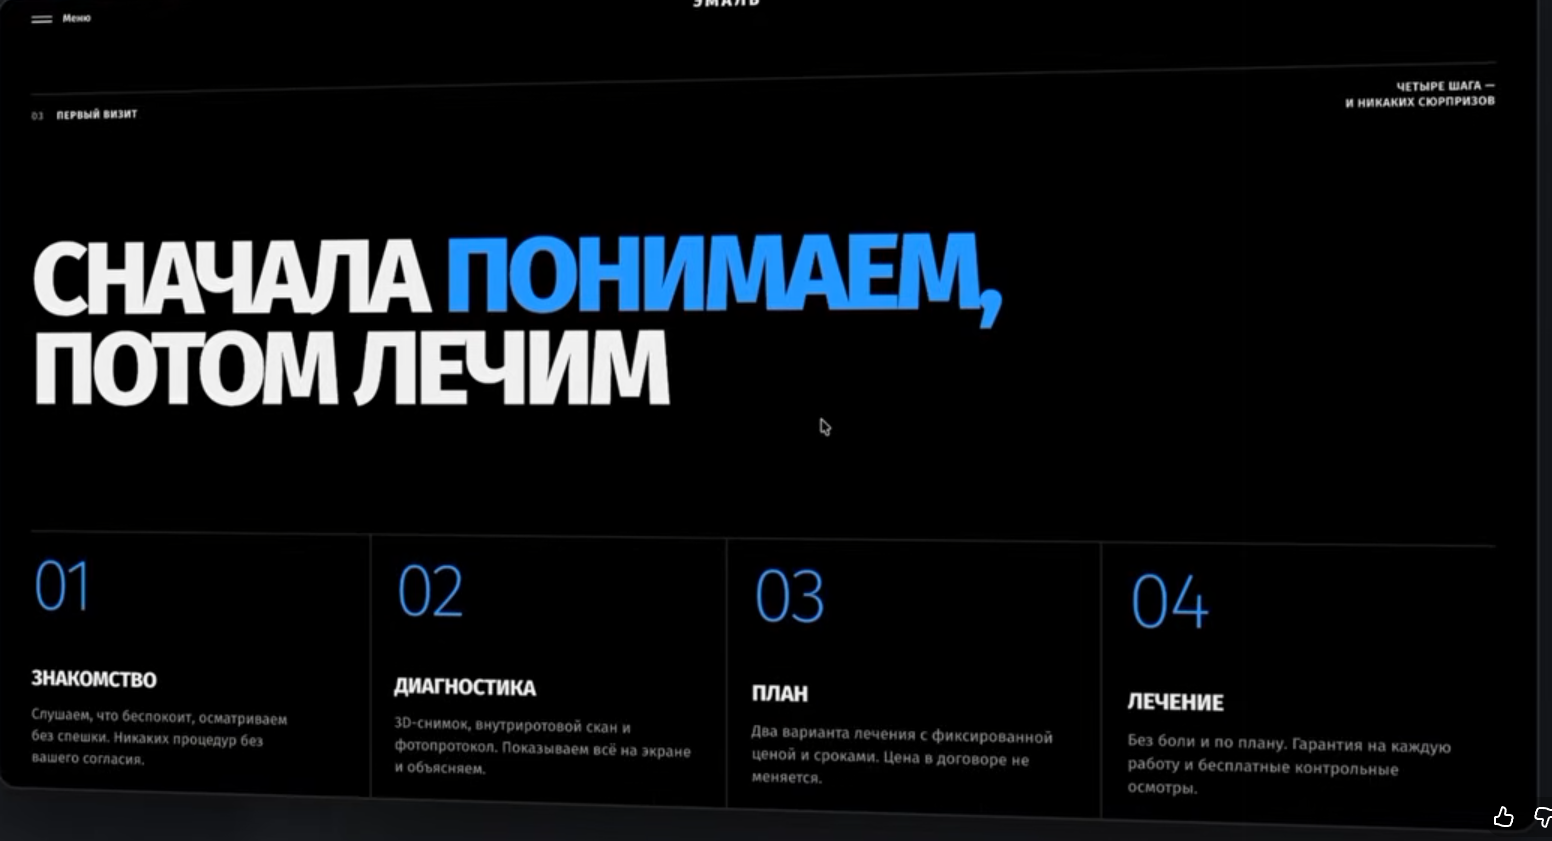 Меню
ЭМАЛЬ
03 ПЕРВЫЙ ВИЗИТ
ЧЕТЫРЕ ШАГА —
И НИКАКИХ СЮРПРИЗОВ
СНАЧАЛА ПОНИМАЕМ,
ПОТОМ ЛЕЧИМ
01
ЗНАКОМСТВО
Слушаем, что беспокоит, осматриваем
без спешки. Никаких процедур без
вашего согласия.
02
ДИАГНОСТИКА
3D-снимок, внутриротовой скан и
фотопротокол. Показываем всё на экране
и объясняем.
03
ПЛАН
Два варианта лечения с фиксированной
ценой и сроками. Цена в договоре не
меняется.
04
ЛЕЧЕНИЕ
Без боли и по плану. Гарантия на каждую
работу и бесплатные контрольные
осмотры.